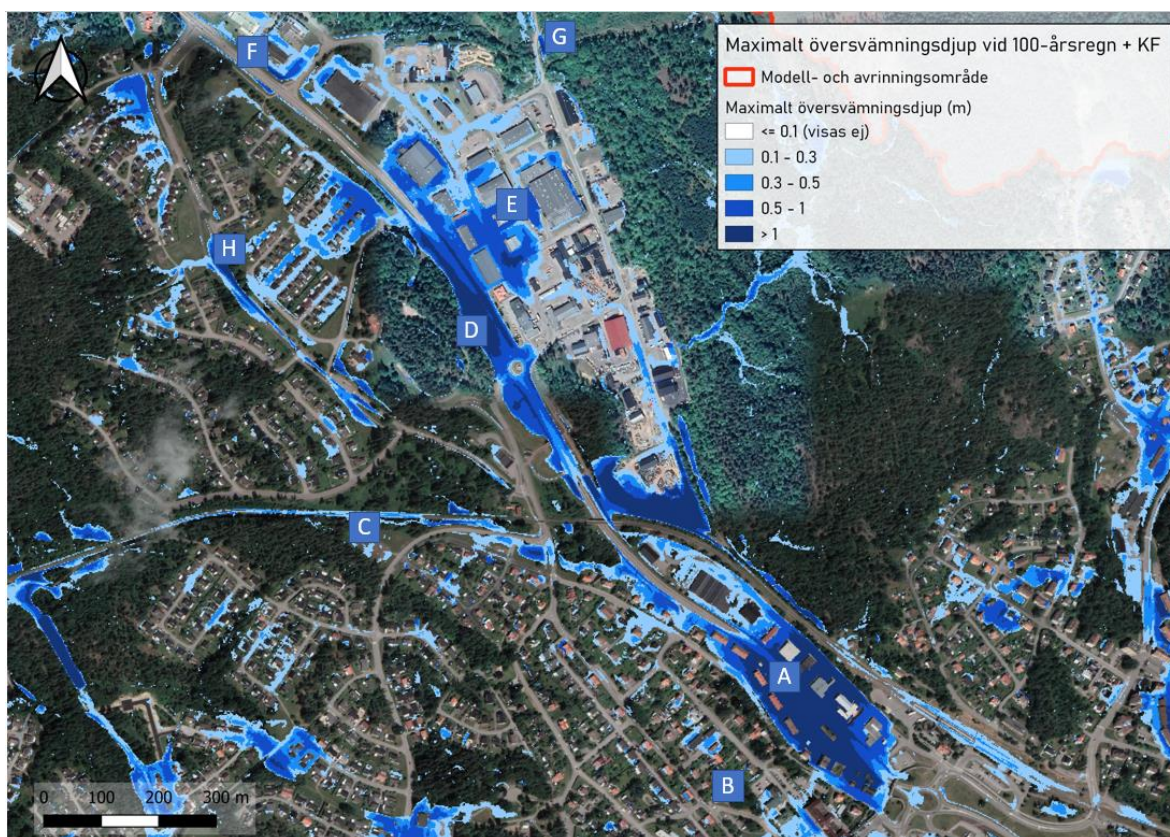 F
G
Maximalt översvämningsdjup vid 100-årsregn + KF
Modell- och avrinningsområde
Maximalt översvämningsdjup (m)
<= 0.1 (visas ej)
0.1 - 0.3
0.3 - 0.5
0.5 - 1
> 1
E
H
D
C
A
B
0 100 200 300 m